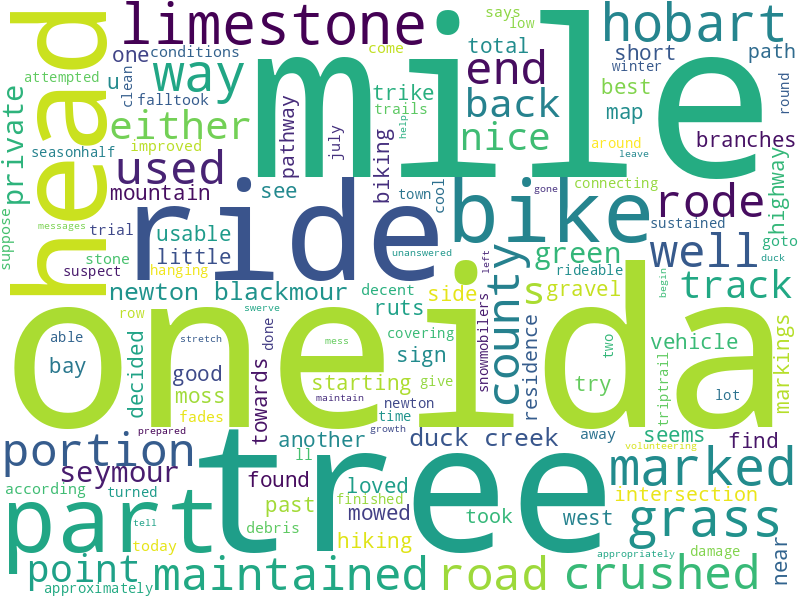 says
low
limestone
hobart
conditions
one
come
total
short
path
attempted
u
way
mile
end
winter
clean
falltook
trike
back
best
round
head
private
either
trails
map
pathway
july
help
nice
branches
seasonhalf
improved
used
biking
around
leave
connecting
highway
mountain
see
town
cool
gone
rode
suppose
messages
trial
ride
bike
sustained
usable
unanswered
left
green
well
goto
stone
little
suspect
hanging
county
rideable
duck
newton blackmour
decent
side
s
gravel
track
begin
row
ruts
swerve
oneida
able
done
covering
snowmobilers
sign
residence
two
vehicle
markings
stretch
mess
bay
decided
good
starting
give
try
triptrail
moss
maintain
newton
lot
fades
towards
time
prepared
growth
portion
tree
another
duck creek
away
seems
find
volunteering
ll
seymour
found
loved
marked
according
turned
past
finished
intersection
part
tell
debris
mowed
took
west
grass
today
hiking
near
point
appropriately
damage
approximately
maintained
road
crushed